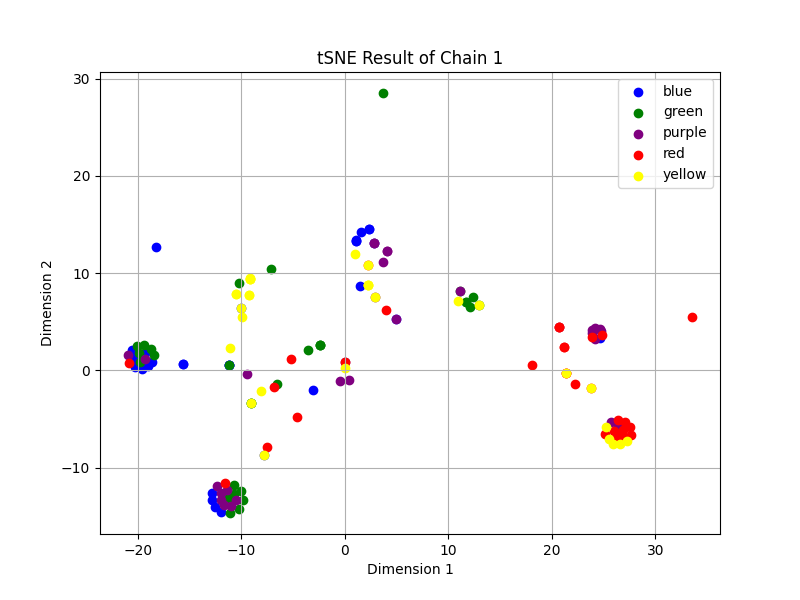 tSNE Result of Chain 1
blue
green
purple
red
yellow
30
20
10
0
−10
Dimension 2
−20
−10
0
10
20
30
Dimension 1